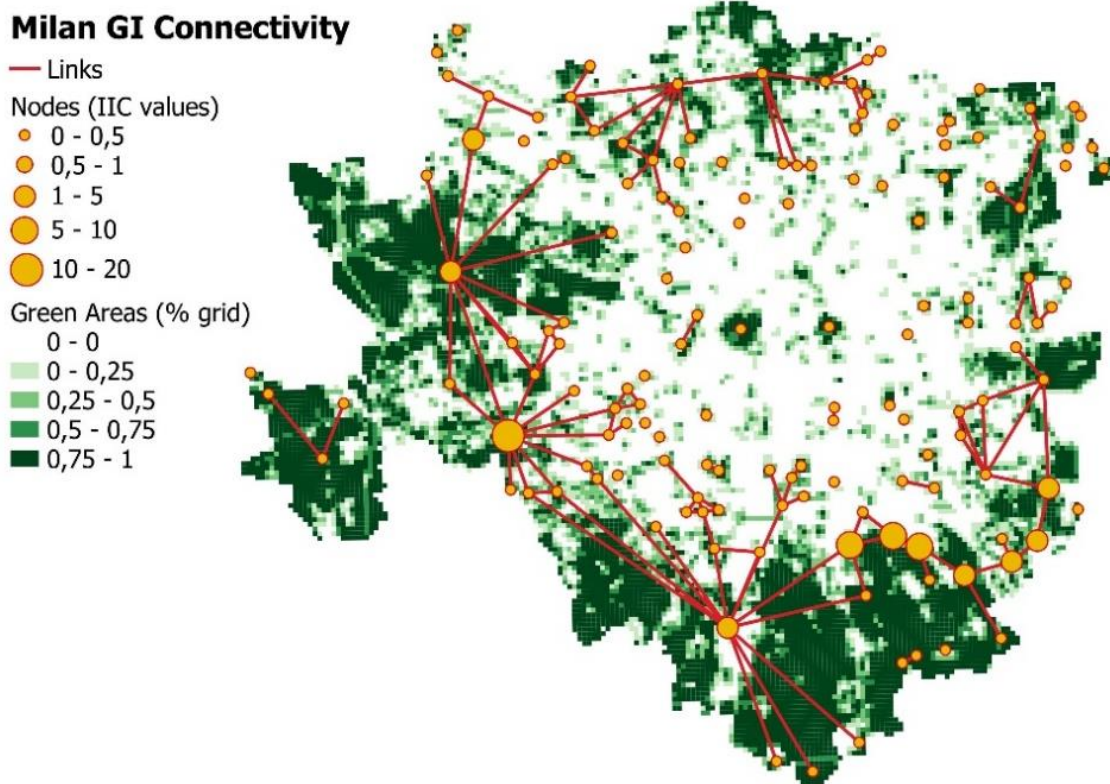 Milan GI Connectivity
Links
Nodes (IIC values)
0 - 0,5
0,5 - 1
1 - 5
5 - 10
10 - 20
Green Areas (% grid)
0 - 0
0 - 0,25
0,25 - 0,5
0,5 - 0,75
0,75 - 1